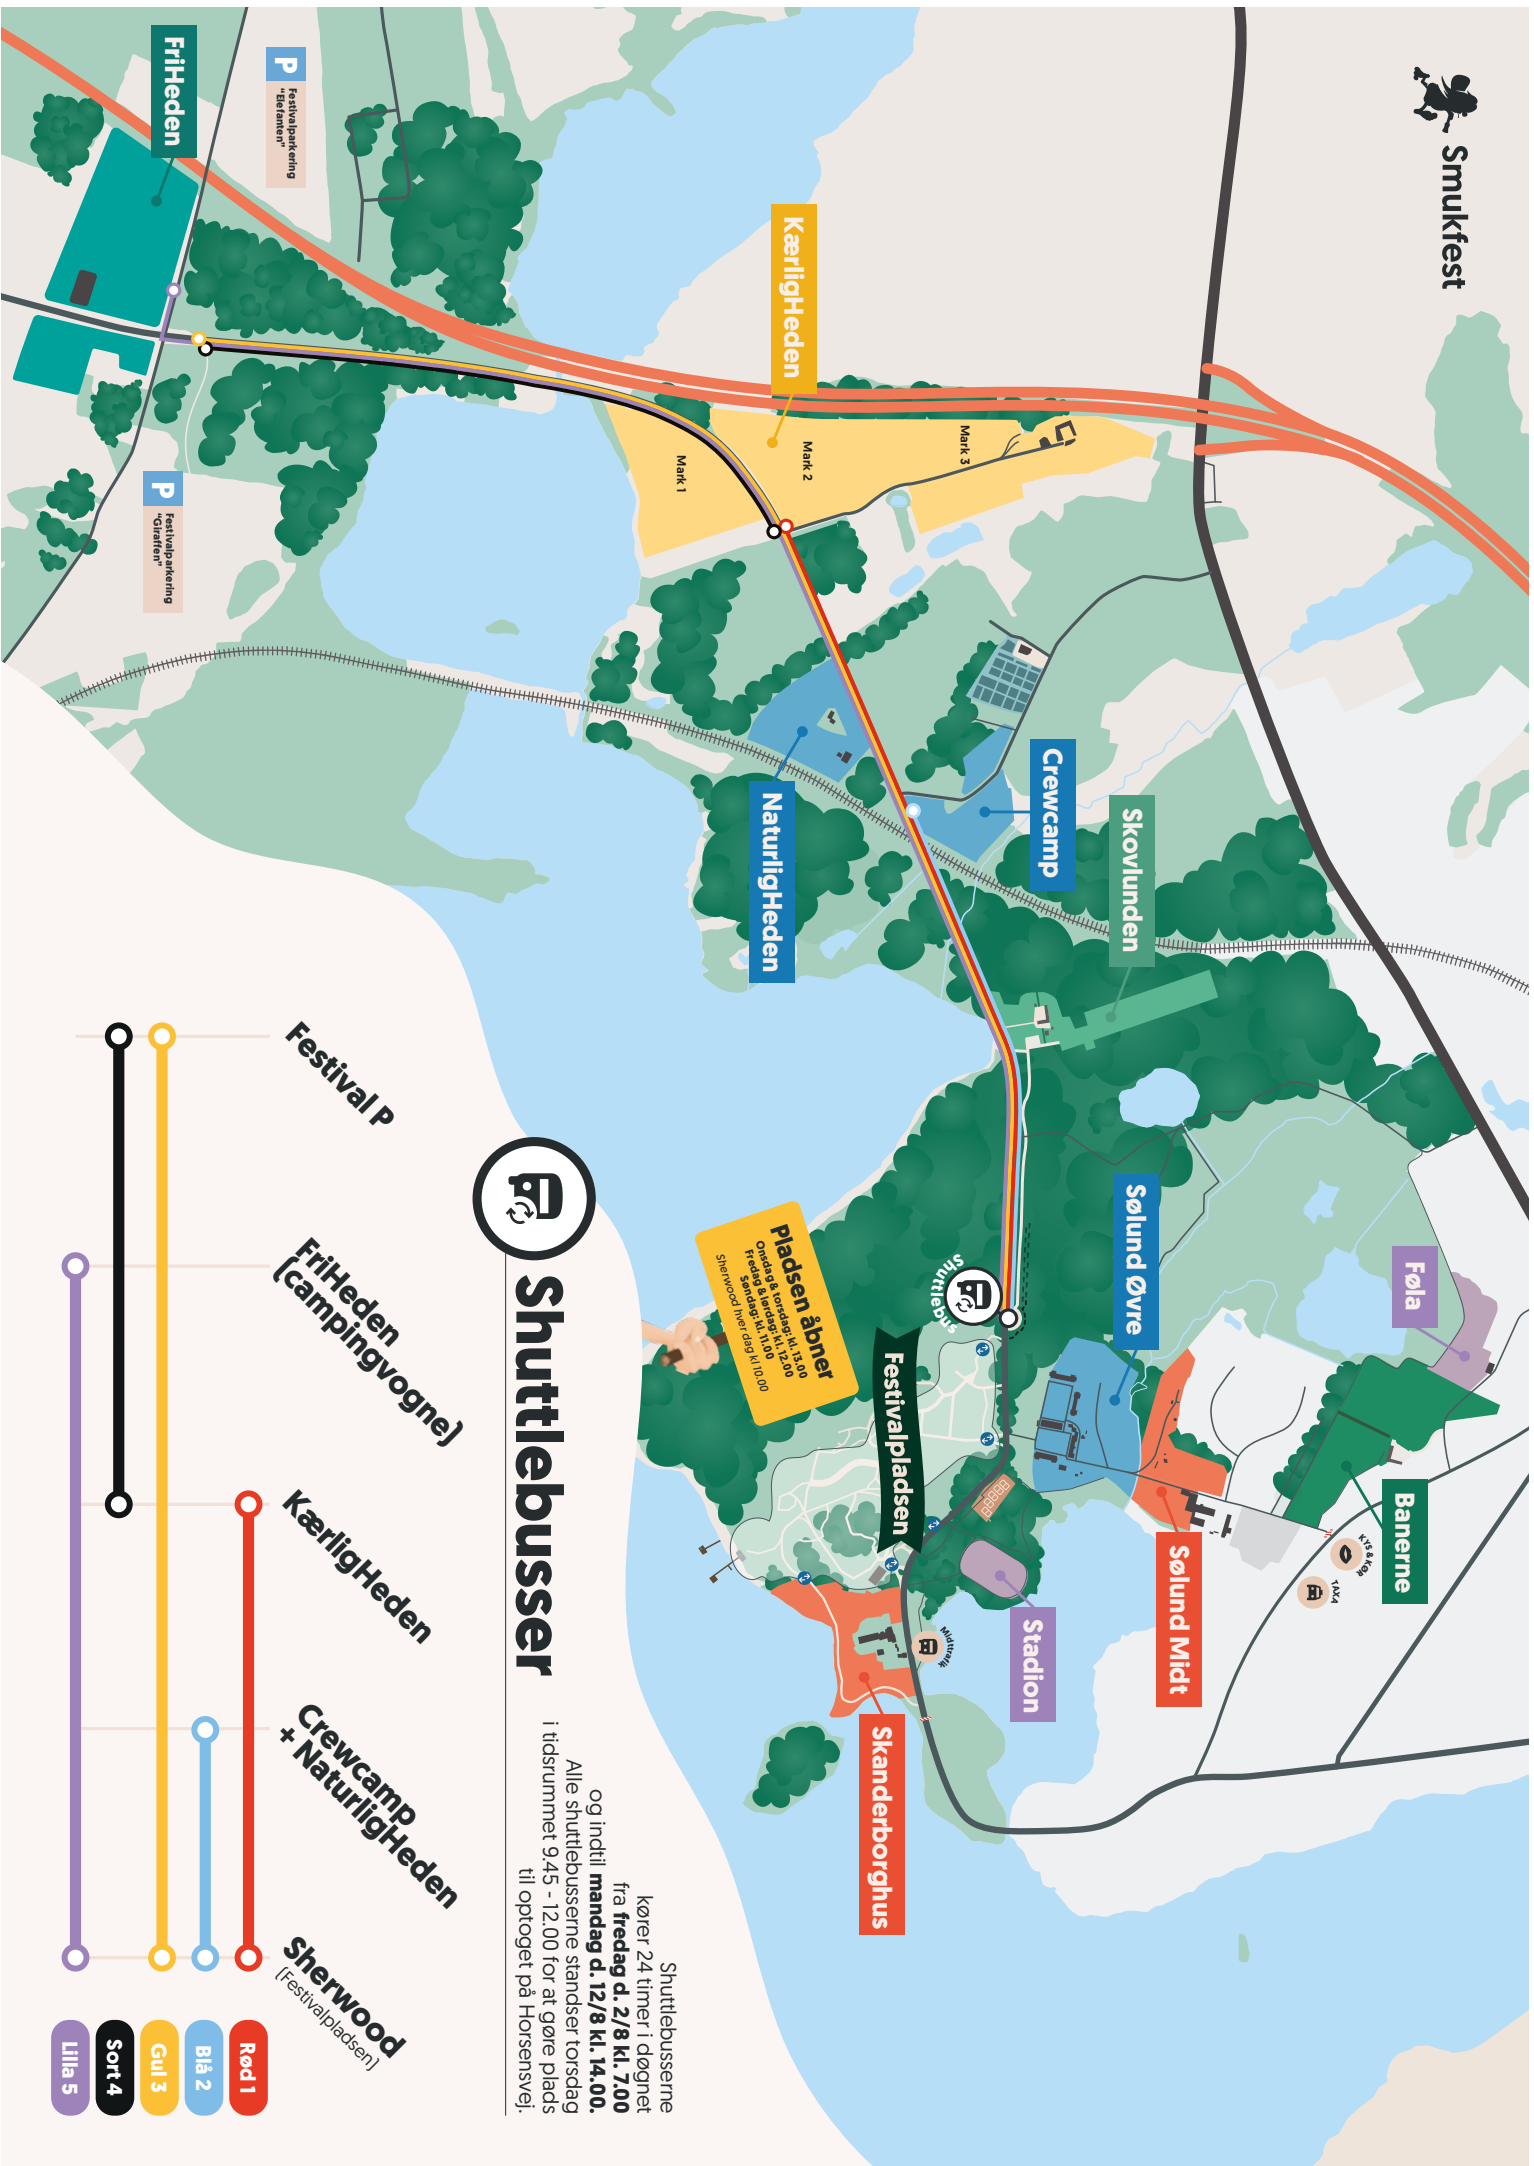 Smukfest
FriHeden
P
Festivalparkering
"Elefanten"
KærligHeden
Mark 1
Mark 2
Mark 3
P
Festivalparkering
"Giraffen"
Crewcamp
NaturligHeden
Skovlunden
Sølund Øvre
Føla
Shuttlebus
Festivalpladsen
Banerne
KYS & KØR
TAXA
Sølund Midt
Stadion
Midttrafik
Skanderborghus
Pladsen åbner
Onsdag & torsdag: kl. 13.00
Fredag & lørdag: kl. 12.00
Søndag: kl. 11.00
Sherwood hver dag kl 10.00
Shuttlebusser
Shuttlebusserne
kører 24 timer i døgnet
fra fredag d. 2/8 kl. 7.00
og indtil mandag d. 12/8 kl. 14.00.
Alle shuttlebusserne standser torsdag
i tidsrummet 9.45 - 12.00 for at gøre plads
til optoget på Horsensvej.
Festival P
FriHeden
(campingvogne)
KærligHeden
Crewcamp
+ NaturligHeden
Sherwood
(Festivalpladsen)
Rød 1
Blå 2
Gul 3
Sort 4
Lilla 5